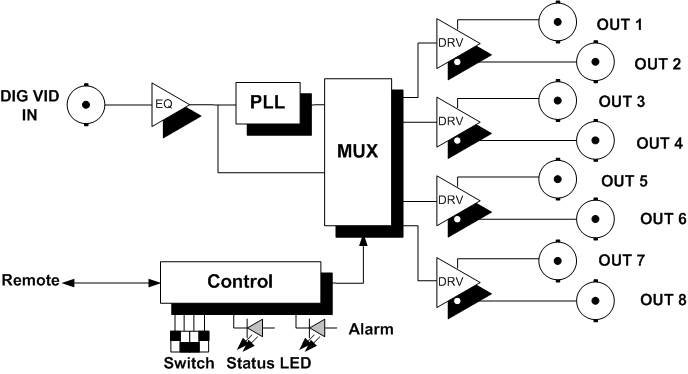 DIG VID
IN
EQ
PLL
MUX
DRV
OUT 1
OUT 2
DRV
OUT 3
OUT 4
DRV
OUT 5
OUT 6
DRV
OUT 7
OUT 8
Remote
Control
Switch
Status LED
Alarm